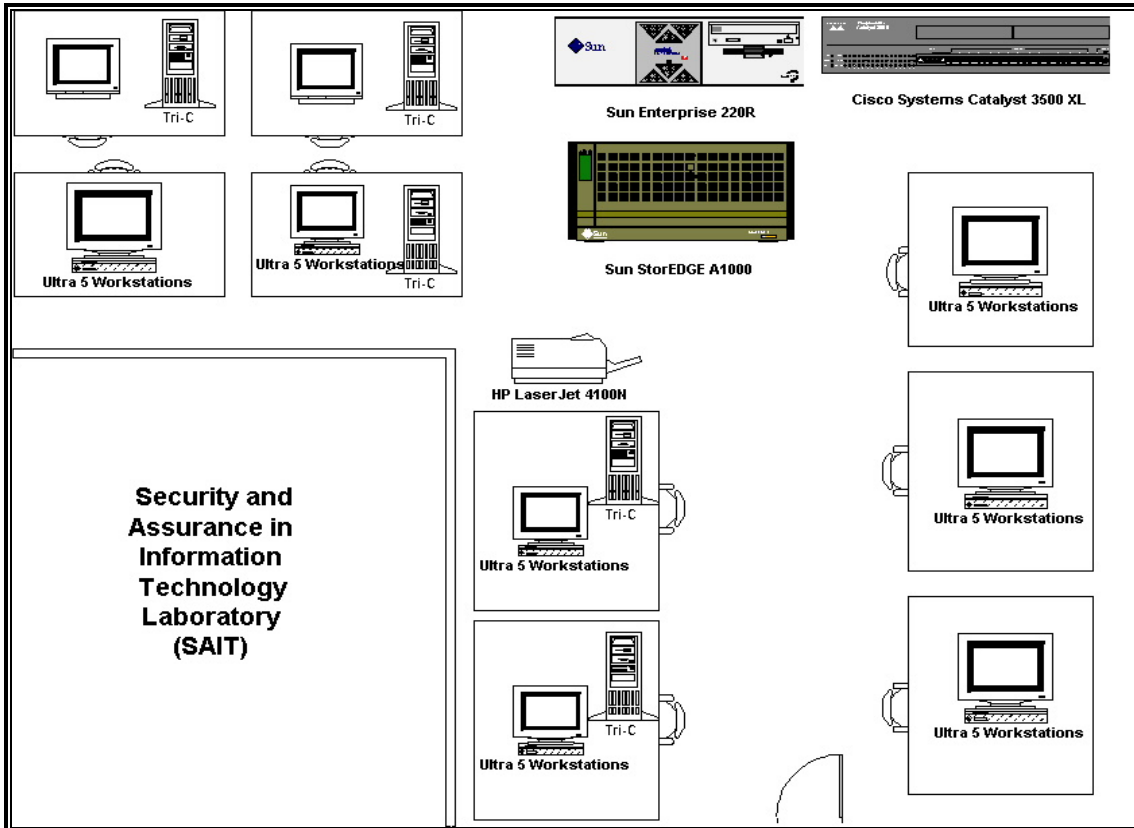 Tri-C
Tri-C
Sun
Sun Enterprise 220R
Cisco Systems Catalyst 3500 XL
Ultra 5 Workstations
Ultra 5 Workstations
Tri-C
Sun
Sun StorEDGE A1000
Ultra 5 Workstations
HP LaserJet 4100N
Tri-C
Ultra 5 Workstations
Ultra 5 Workstations
Security and
Assurance in
Information
Technology
Laboratory
(SAIT)
Tri-C
Ultra 5 Workstations
Ultra 5 Workstations